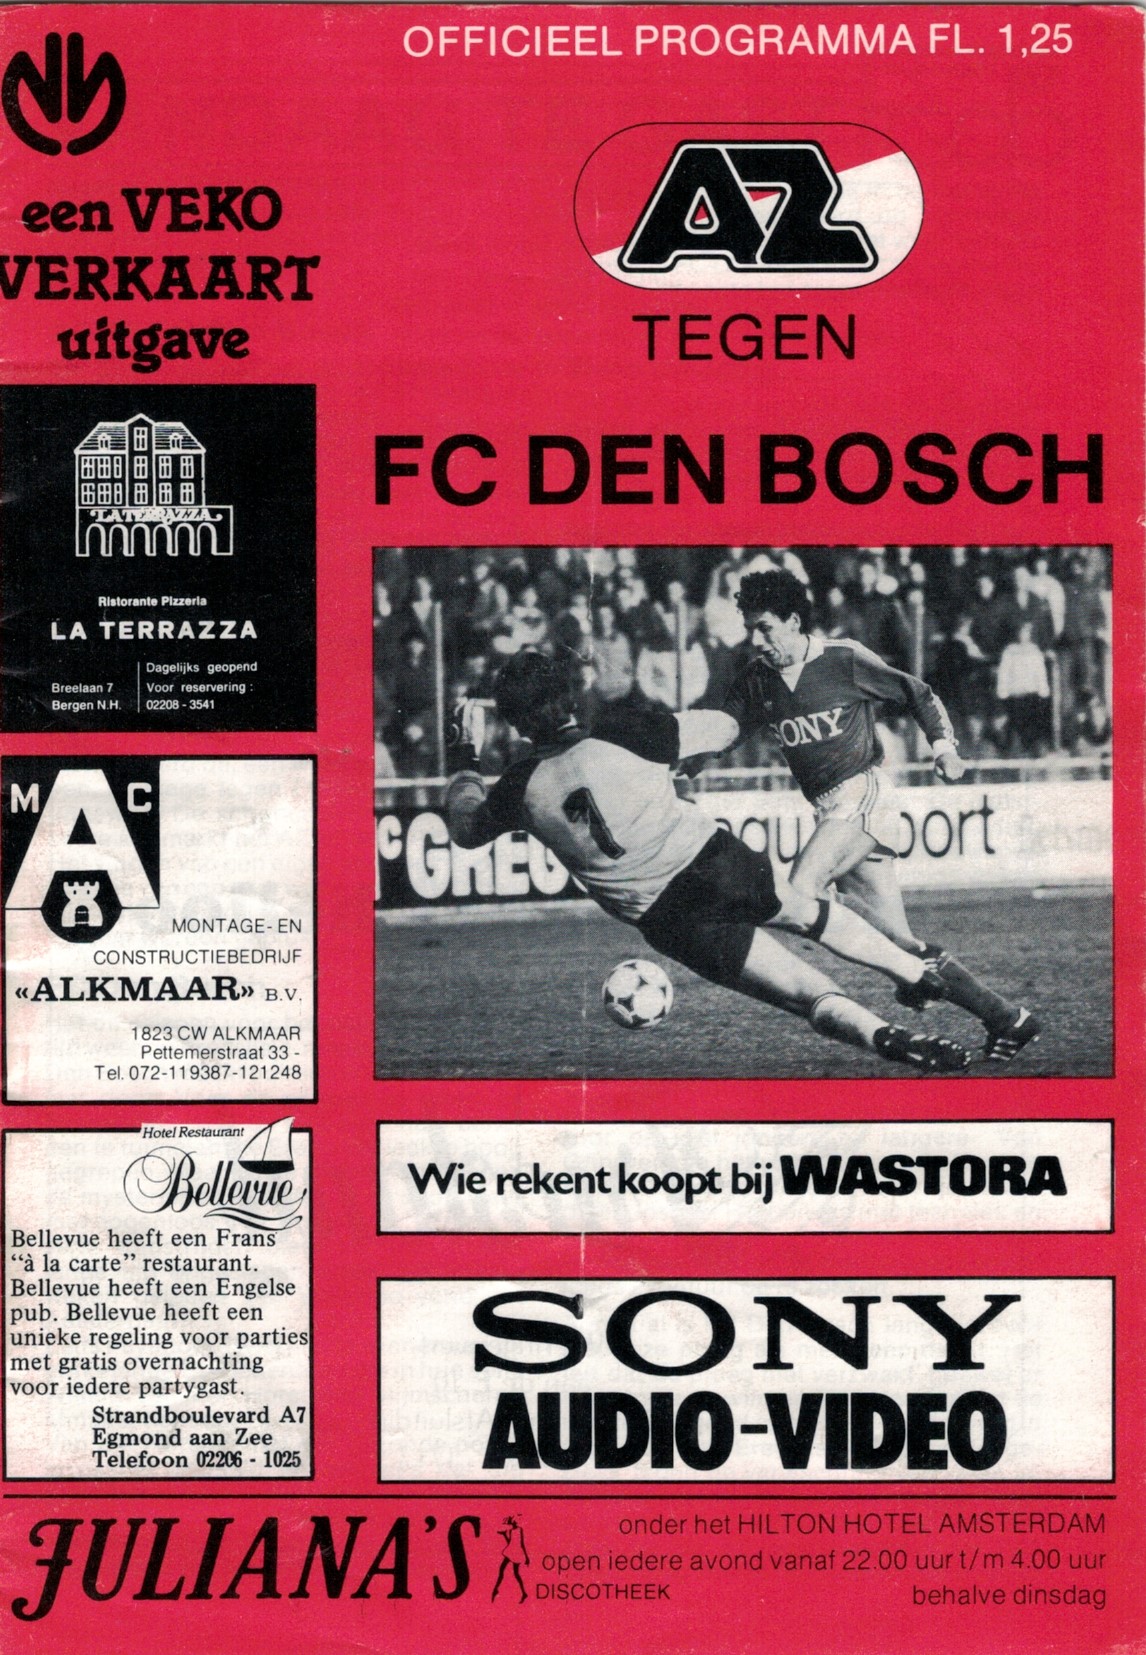 OFFICIEEL PROGRAMMA FL. 1,25
een VEKO
VERKAART
uitgave
AZ
TEGEN
FC DEN BOSCH
LA TERRAZZA
Ristorante Pizzeria
LA TERRAZZA
Breelaan 7
Bergen N.H.
Dagelijks geopend
Voor reservering :
02208 - 3541
M A C
MONTAGE- EN
CONSTRUCTIEBEDRIJF
«ALKMAAR» B.V.
1823 CW ALKMAAR
Pettemerstraat 33 -
Tel. 072-119387-121248
Hotel Restaurant
Bellevue
Bellevue heeft een Frans
“à la carte” restaurant.
Bellevue heeft een Engelse
pub. Bellevue heeft een
unieke regeling voor parties
met gratis overnachting
voor iedere partygast.
Strandboulevard A7
Egmond aan Zee
Telefoon 02206 - 1025
SONY
1
McGREG
port
Wie rekent koopt bij WASTORA
SONY
AUDIO-VIDEO
JULIANA'S
DISCOTHEEK
onder het HILTON HOTEL AMSTERDAM
open iedere avond vanaf 22.00 uur t/m 4.00 uur
behalve dinsdag